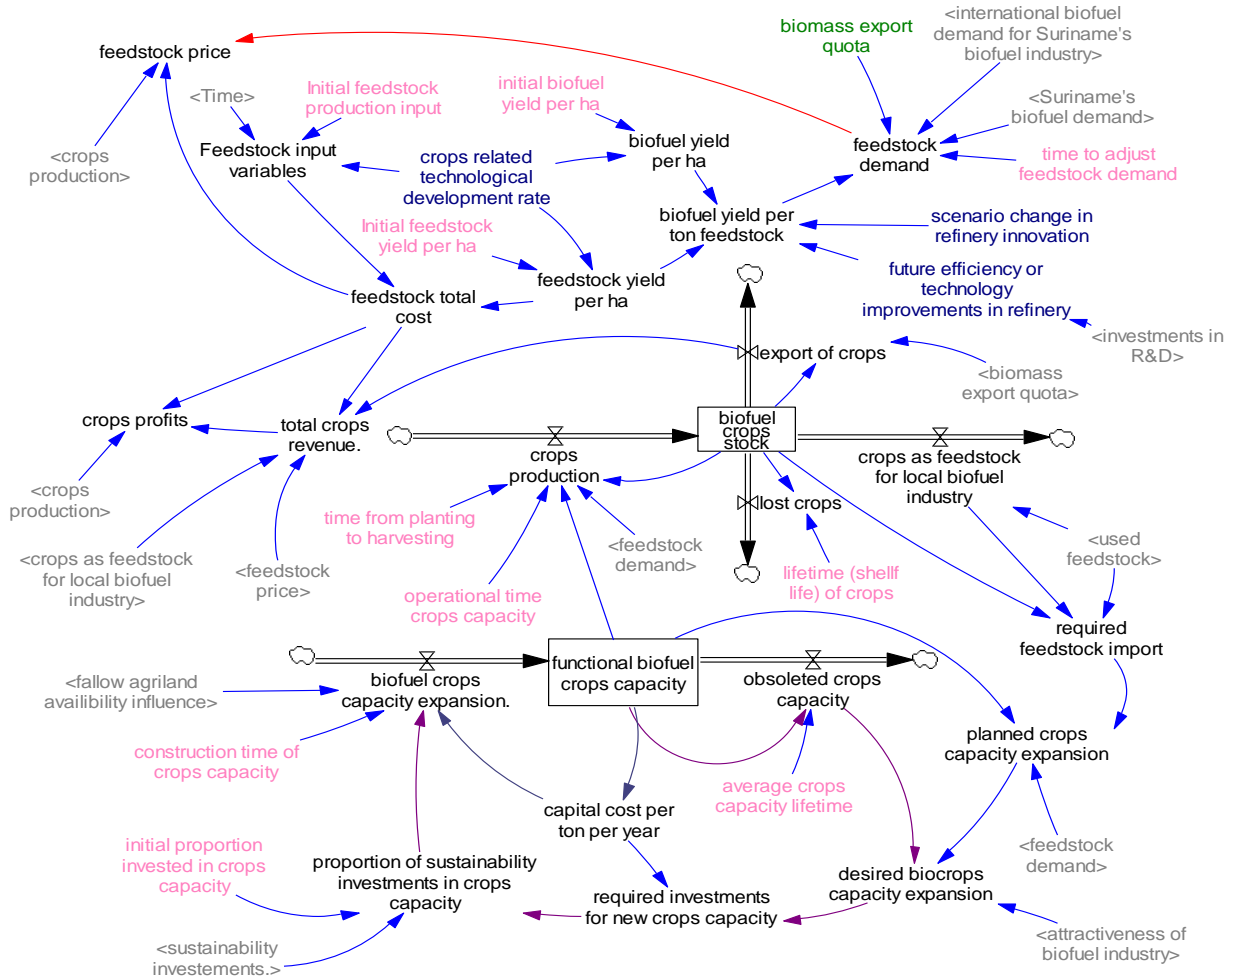 <international biofuel
demand for Suriname's
biofuel industry>
biomass export
quota
feedstock price
<Time>
Initial feedstock
production input
initial biofuel
yield per ha
<Suriname's
biofuel demand>
<crops
production>
Feedstock input
variables
crops related
technological
development rate
biofuel yield
per ha
feedstock
demand
time to adjust
feedstock demand
Initial feedstock
yield per ha
biofuel yield per
ton feedstock
scenario change in
refinery innovation
feedstock total
cost
feedstock yield
per ha
future efficiency or
technology
improvements in refinery
<investments in
R&D>
export of crops
<biomass
export quota>
crops profits
total crops
revenue.
biofuel
crops
stock
crops
production
crops as feedstock
for local biofuel
industry
<crops
production>
time from planting
to harvesting
lost crops
<crops as feedstock
for local biofuel
industry>
<feedstock
price>
<feedstock
demand>
<used
feedstock>
operational time
crops capacity
lifetime (shellf
life) of crops
required
feedstock import
functional biofuel
crops capacity
<fallow agriland
availibility influence>
biofuel crops
capacity expansion.
obsoleted crops
capacity
construction time of
crops capacity
planned crops
capacity expansion
average crops
capacity lifetime
capital cost per
ton per year
initial proportion
invested in crops
capacity
proportion of sustainability
investments in crops
capacity
required investments
for new crops capacity
desired biocrops
capacity expansion
<feedstock
demand>
<sustainability
investements.>
<attractiveness of
biofuel industry>